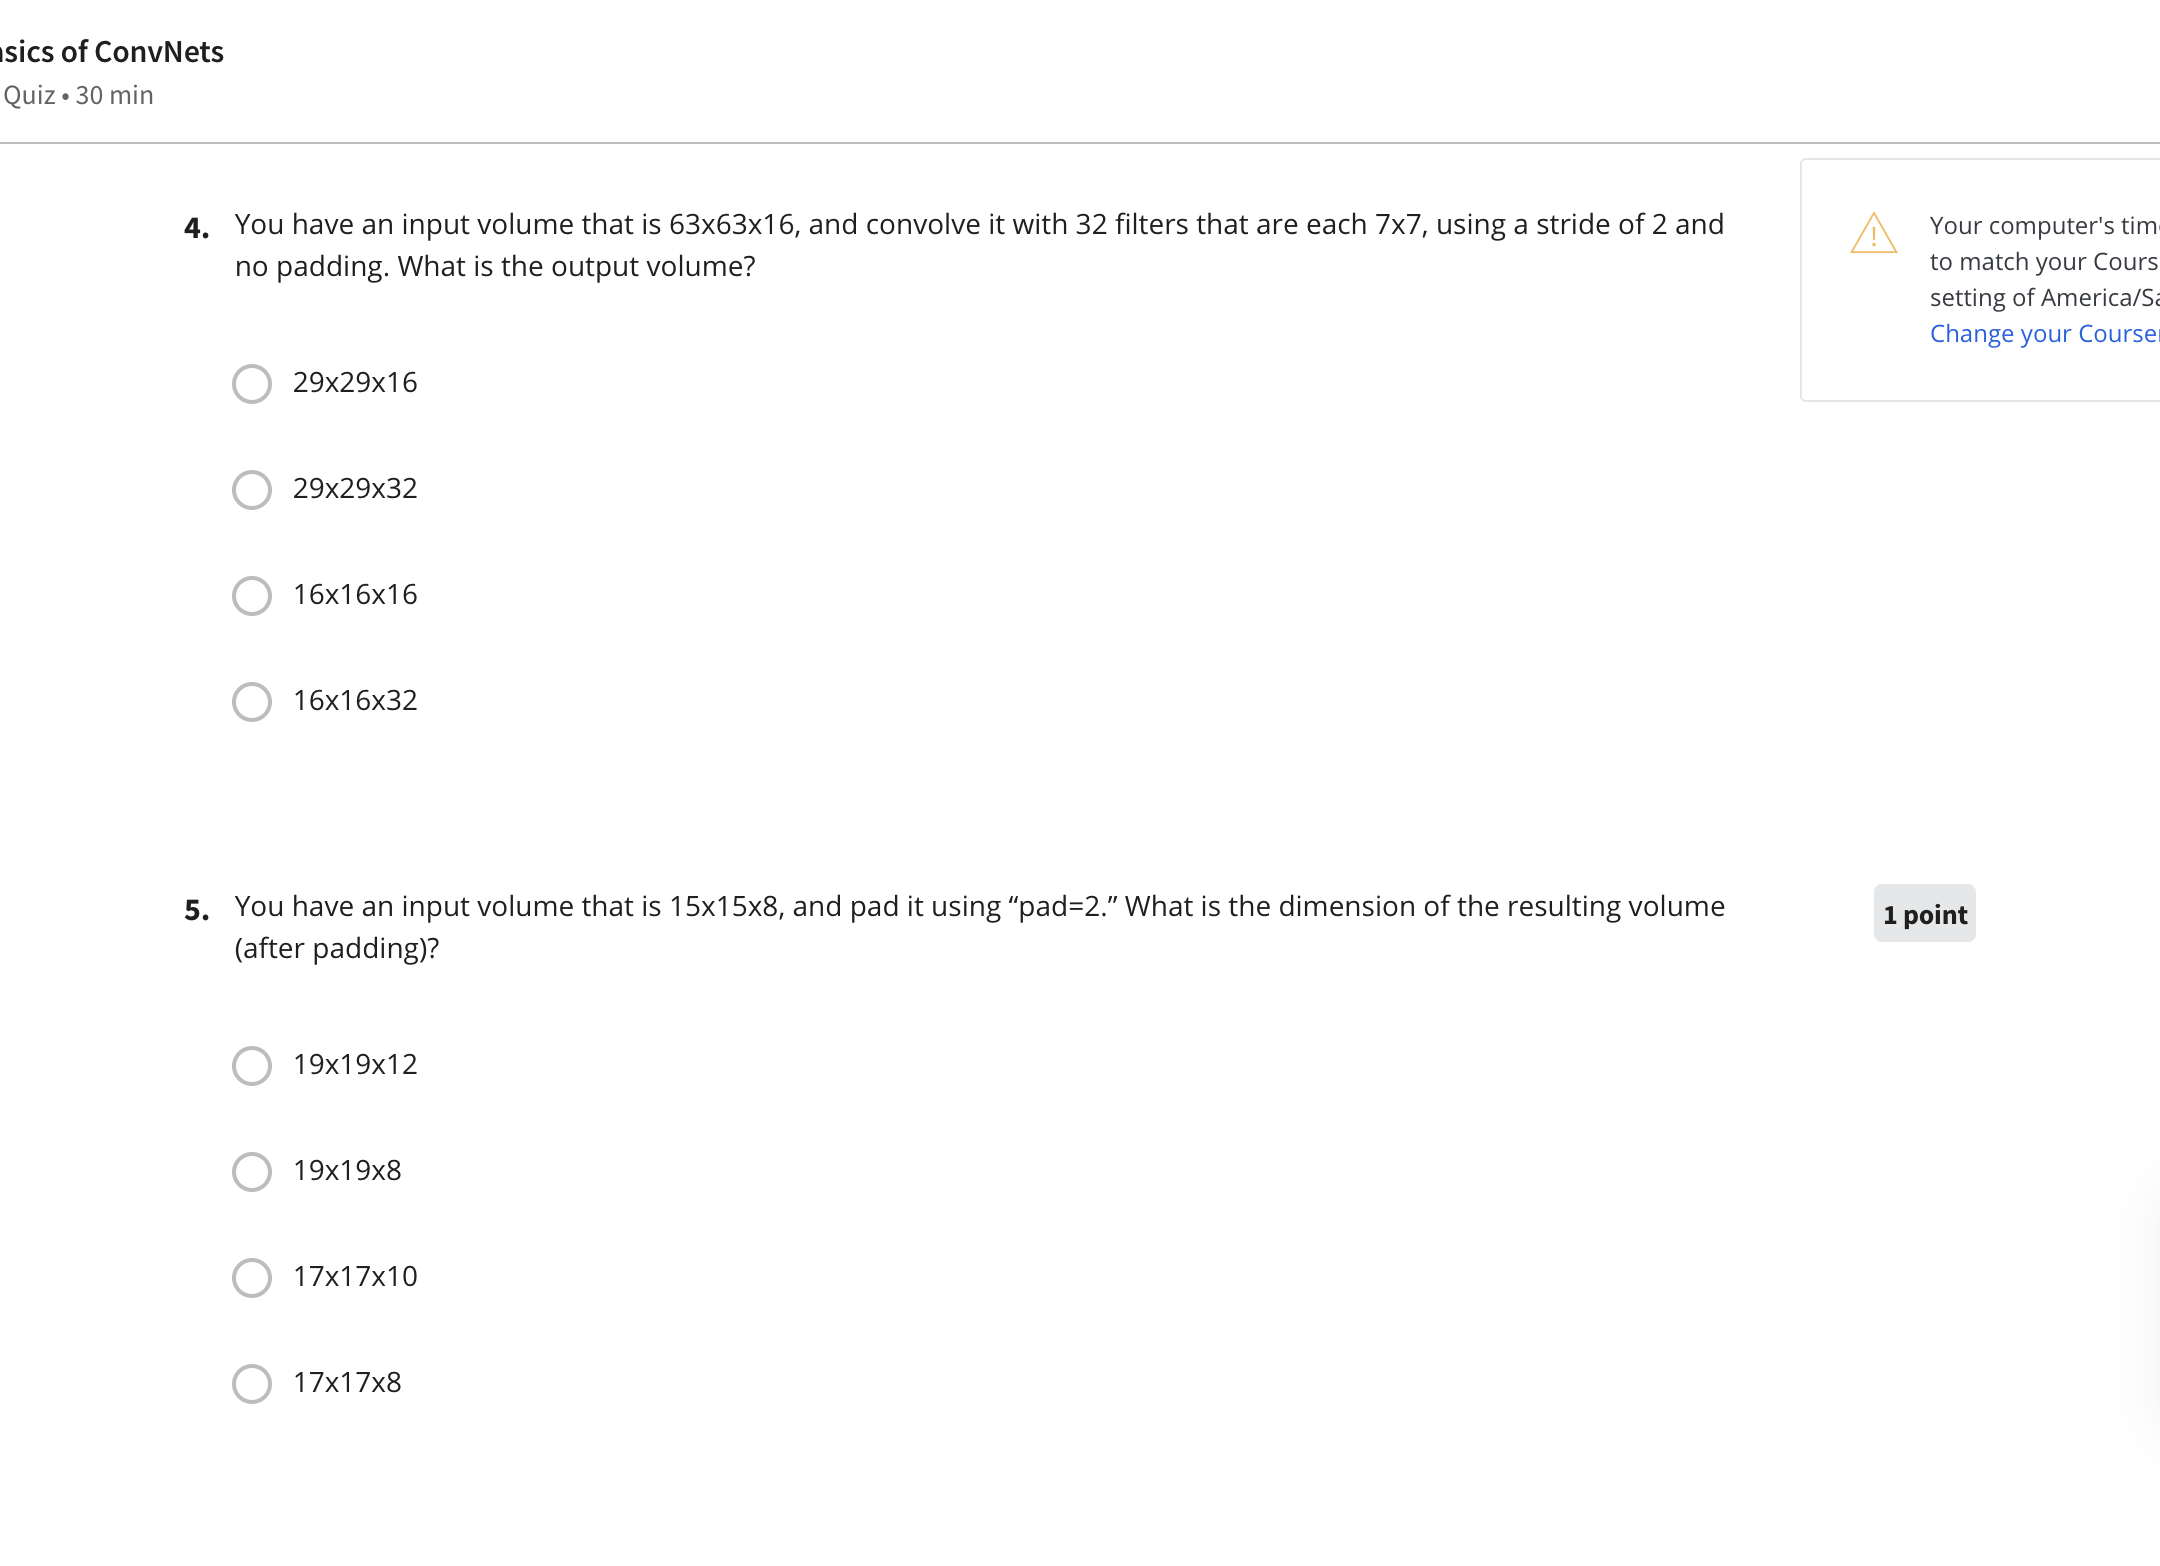 sics of ConvNets
Quiz • 30 min
4. You have an input volume that is 63x63x16, and convolve it with 32 filters that are each 7x7, using a stride of 2 and
no padding. What is the output volume?
29x29x16
29x29x32
16x16x16
16x16x32
Your computer's tim
to match your Cours
setting of America/Sa
Change your Course
5. You have an input volume that is 15x15x8, and pad it using “pad=2.” What is the dimension of the resulting volume
(after padding)?
1 point
19x19x12
19x19x8
17x17x10
17x17x8